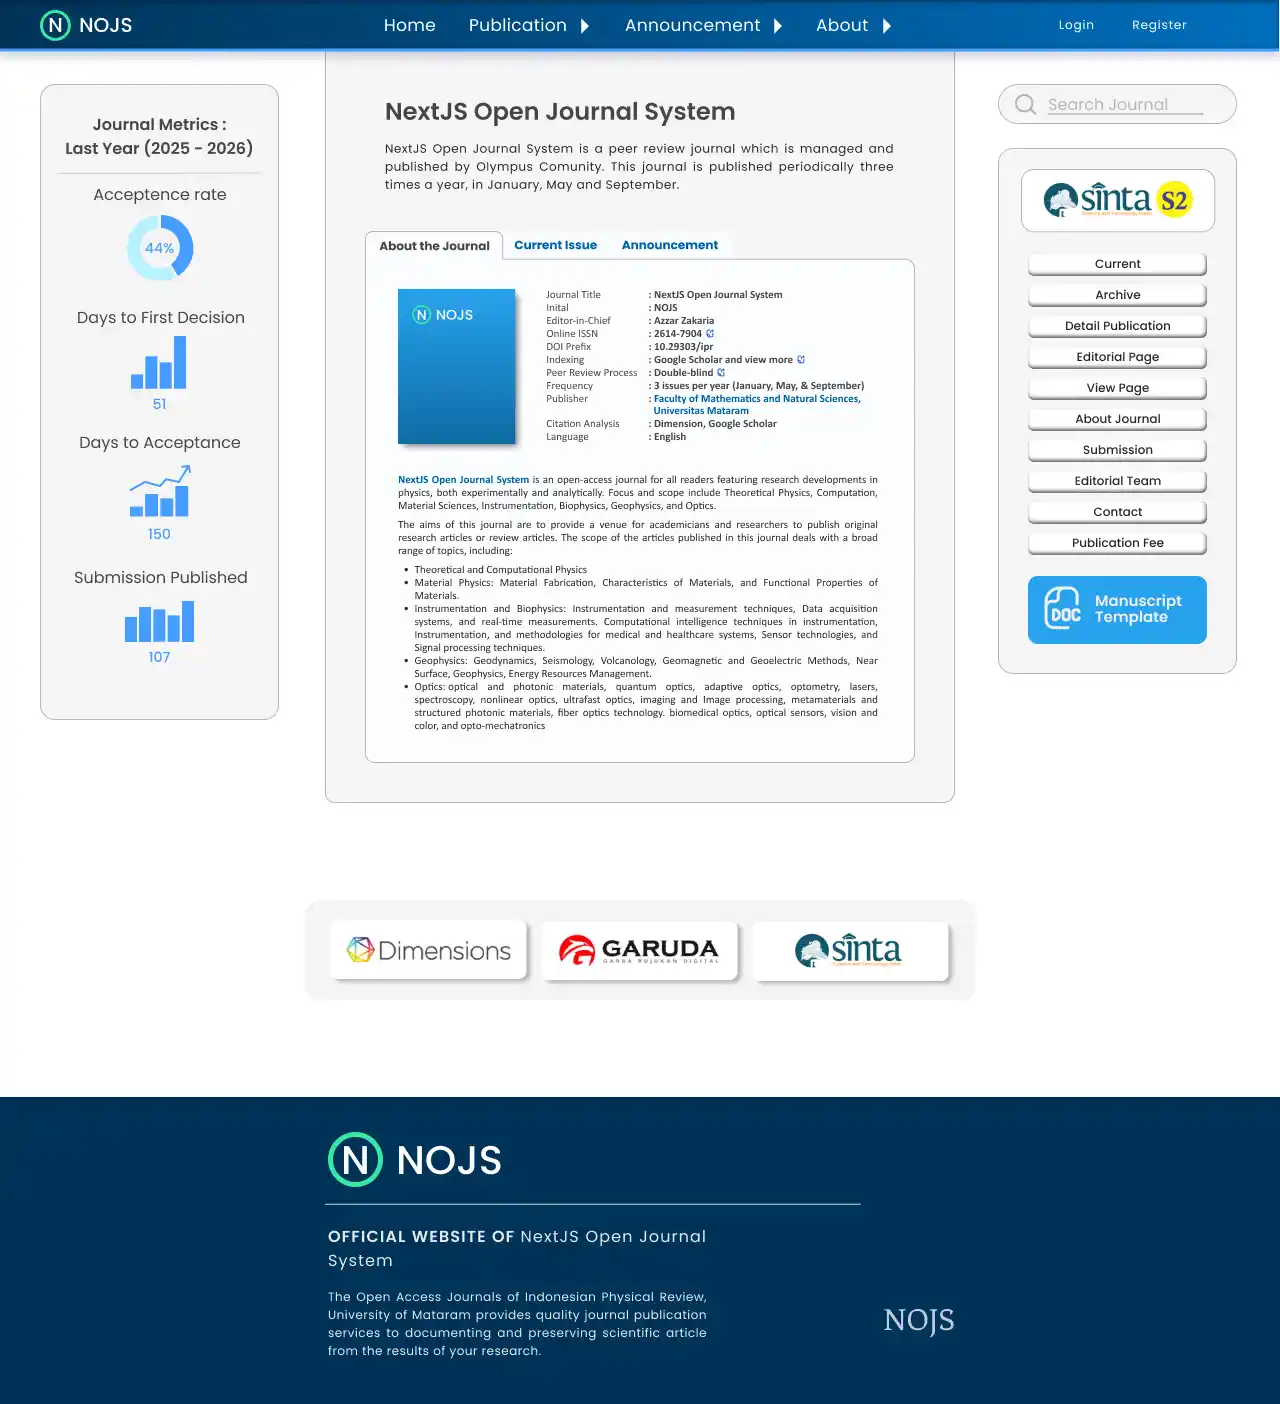 NOJS
Home Publication Announcement About
Login Register
Journal Metrics :
Last Year (2025 - 2026)
Acceptence rate
44%
Days to First Decision
51
Days to Acceptance
150
Submission Published
107
NextJS Open Journal System
NextJS Open Journal System is a peer review journal which is managed and
published by Olympus Comunity. This journal is published periodically three
times a year, in January, May and September.
About the Journal Current Issue Announcement
NOJS
Journal Title : NextJS Open Journal System
Inital : NOJS
Editor-in-Chief : Azzar Zakaria
Online ISSN : 2614-7904
DOI Prefix : 10.29303/ipr
Indexing : Google Scholar and view more
Peer Review Process : Double-blind
Frequency : 3 issues per year (January, May, & September)
Publisher : Faculty of Mathematics and Natural Sciences,
Universitas Mataram
Citation Analysis : Dimension, Google Scholar
Language : English
NextJS Open Journal System is an open-access journal for all readers featuring research developments in
physics, both experimentally and analytically. Focus and scope include Theoretical Physics, Computation,
Material Sciences, Instrumentation, Biophysics, Geophysics, and Optics.
The aims of this journal are to provide a venue for academicians and researchers to publish original
research articles or review articles. The scope of the articles published in this journal deals with a broad
range of topics, including:
• Theoretical and Computational Physics
• Material Physics: Material Fabrication, Characteristics of Materials, and Functional Properties of
Materials.
• Instrumentation and Biophysics: Instrumentation and measurement techniques, Data acquisition
systems, and real-time measurements. Computational intelligence techniques in instrumentation,
Instrumentation, and methodologies for medical and healthcare systems, Sensor technologies, and
Signal processing techniques.
• Geophysics: Geodynamics, Seismology, Volcanology, Geomagnetic and Geoelectric Methods, Near
Surface, Geophysics, Energy Resources Management.
• Optics: optical and photonic materials, quantum optics, adaptive optics, optometry, lasers,
spectroscopy, nonlinear optics, ultrafast optics, imaging and Image processing, metamaterials and
structured photonic materials, fiber optics technology. biomedical optics, optical sensors, vision and
color, and opto-mechatronics
Search Journal
sinta S2
Science and Technology Index
Current
Archive
Detail Publication
Editorial Page
View Page
About Journal
Submission
Editorial Team
Contact
Publication Fee
DOC
Manuscript
Template
Dimensions
GARUDA
GARBA RUJUKAN DIGITAL
sinta
Science and Technology Index
NOJS
OFFICIAL WEBSITE OF NextJS Open Journal
System
The Open Access Journals of Indonesian Physical Review,
University of Mataram provides quality journal publication
services to documenting and preserving scientific article
from the results of your research.
NOJS